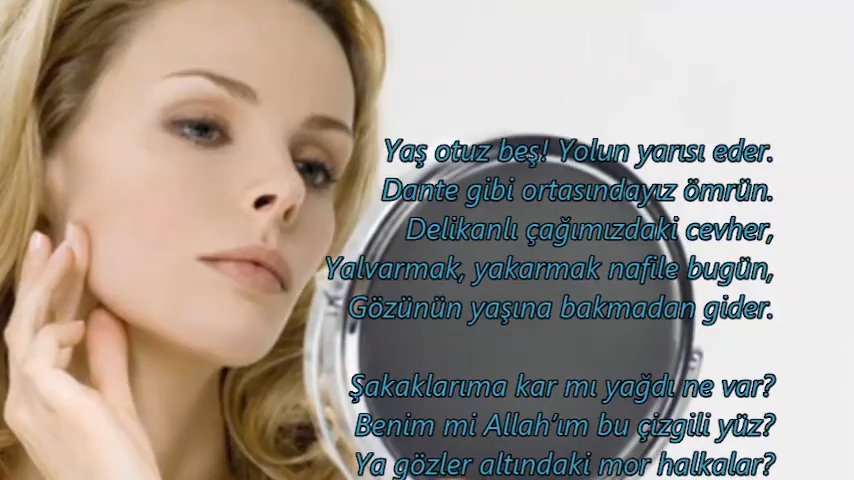 Yaş otuz beş! Yolun yarısı eder.
Dante gibi ortasındayız ömrün.
Delikanlı çağımızdaki cevher,
Yalvarmak, yakarmak nafile bugün,
Gözünün yaşına bakmadan gider.
Şakaklarıma kar mı yağdı ne var?
Benim mi Allah'ım bu çizgili yüz?
Ya gözler altındaki mor halkalar?